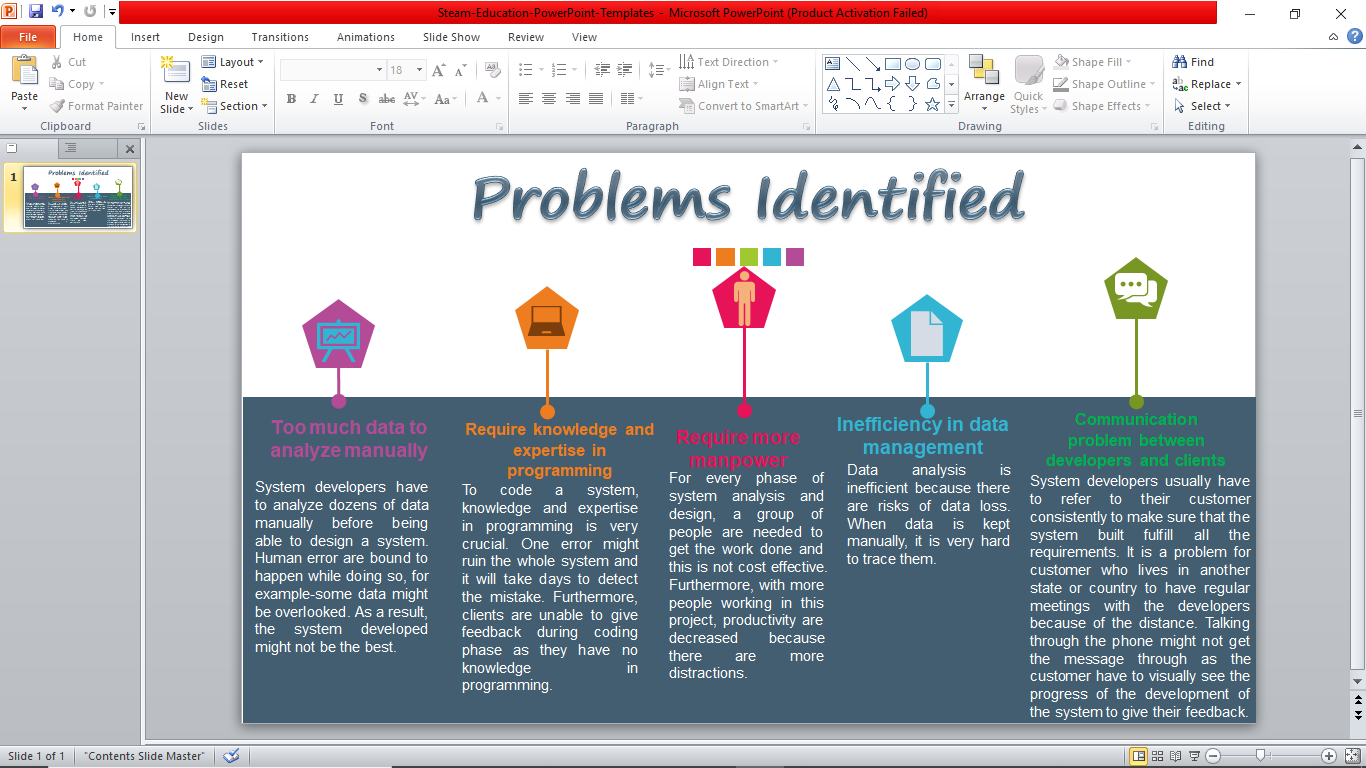 Steam-Education-PowerPoint-Templates - Microsoft PowerPoint (Product Activation Failed)
File Home Insert Design Transitions Animations Slide Show Review View
Paste
Cut
Copy
Format Painter
Clipboard
New
Slide
Layout
Reset
Section
Slides
18
B I U S abc AV Aa A
Font
Text Direction
Align Text
Convert to SmartArt
Paragraph
Arrange
Quick
Styles
Shape Fill
Shape Outline
Shape Effects
Drawing
Find
Replace
Select
Editing
1
Problems Identified
Problems Identified
Too much data to
analyze manually
System developers have
to analyze dozens of data
manually before being
able to design a system.
Human error are bound to
happen while doing so, for
example-some data might
be overlooked. As a result,
the system developed
might not be the best.
Require knowledge and
expertise in
programming
To code a system,
knowledge and expertise
in programming is very
crucial. One error might
ruin the whole system and
it will take days to detect
the mistake. Furthermore,
clients are unable to give
feedback during coding
phase as they have no
knowledge in
programming.
Require more
manpower
For every phase of
system analysis and
design, a group of
people are needed to
get the work done and
this is not cost effective.
Furthermore, with more
people working in this
project, productivity are
decreased because
there are more
distractions.
Inefficiency in data
management
Data analysis is
inefficient because there
are risks of data loss.
When data is kept
manually, it is very hard
to trace them.
Communication
problem between
developers and clients
System developers usually have
to refer to their customer
consistently to make sure that the
system built fulfill all the
requirements. It is a problem for
customer who lives in another
state or country to have regular
meetings with the developers
because of the distance. Talking
through the phone might not get
the message through as the
customer have to visually see the
progress of the development of
the system to give their feedback.
Slide 1 of 1 "Contents Slide Master"